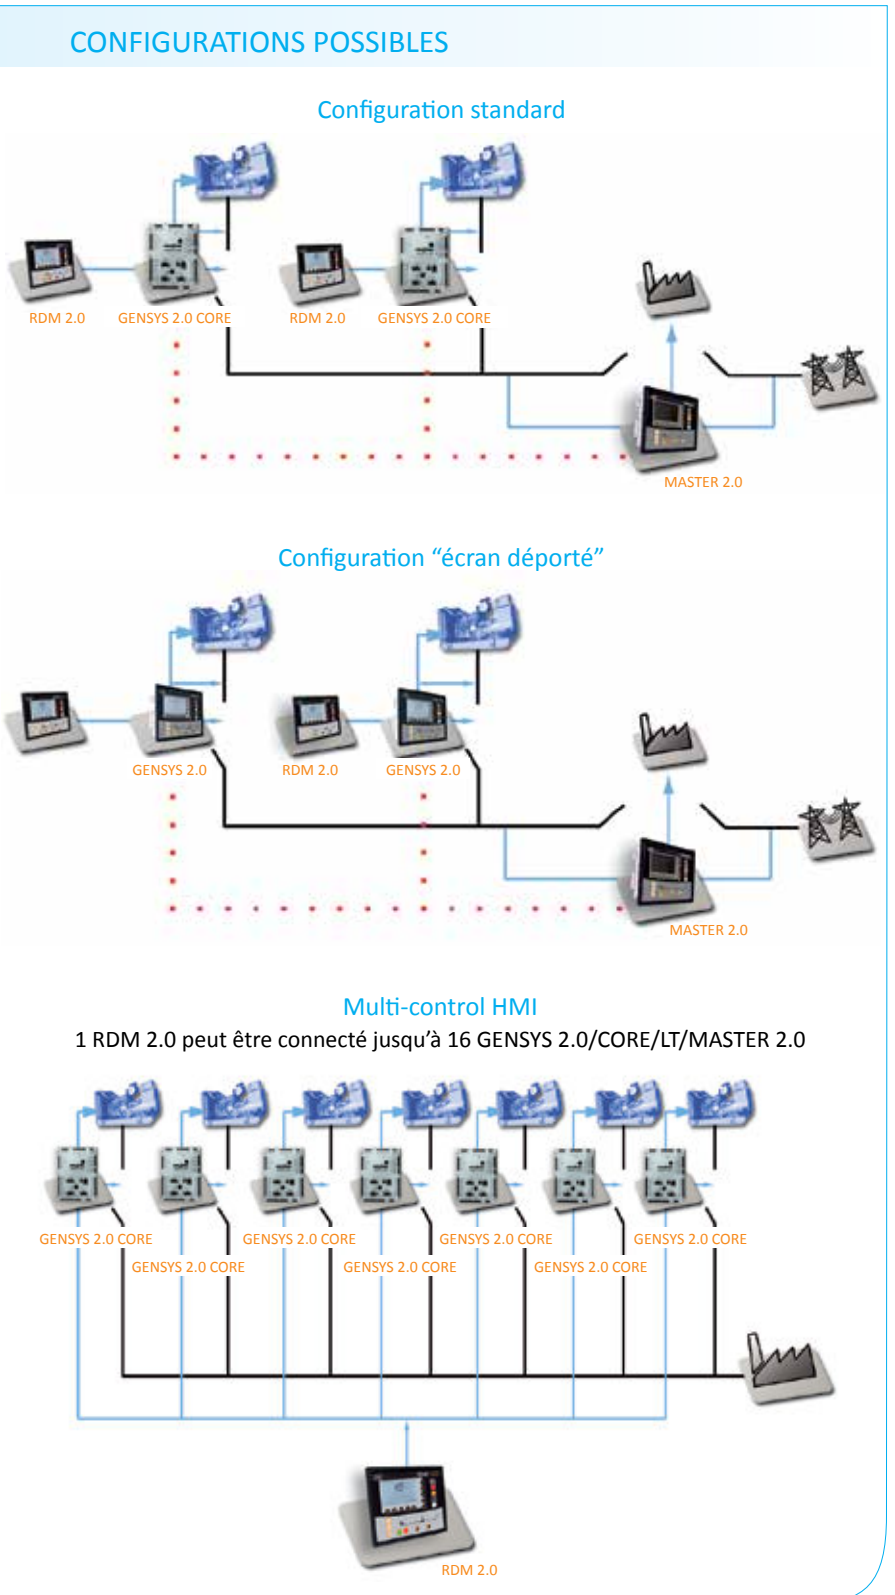 CONFIGURATIONS POSSIBLES
Configuration standard
RDM 2.0 GENSYS 2.0 CORE RDM 2.0 GENSYS 2.0 CORE
MASTER 2.0
Configuration “écran déporté”
GENSYS 2.0 RDM 2.0 GENSYS 2.0
MASTER 2.0
Multi-control HMI
1 RDM 2.0 peut être connecté jusqu’à 16 GENSYS 2.0/CORE/LT/MASTER 2.0
GENSYS 2.0 CORE GENSYS 2.0 CORE GENSYS 2.0 CORE GENSYS 2.0 CORE
GENSYS 2.0 CORE GENSYS 2.0 CORE GENSYS 2.0 CORE
RDM 2.0